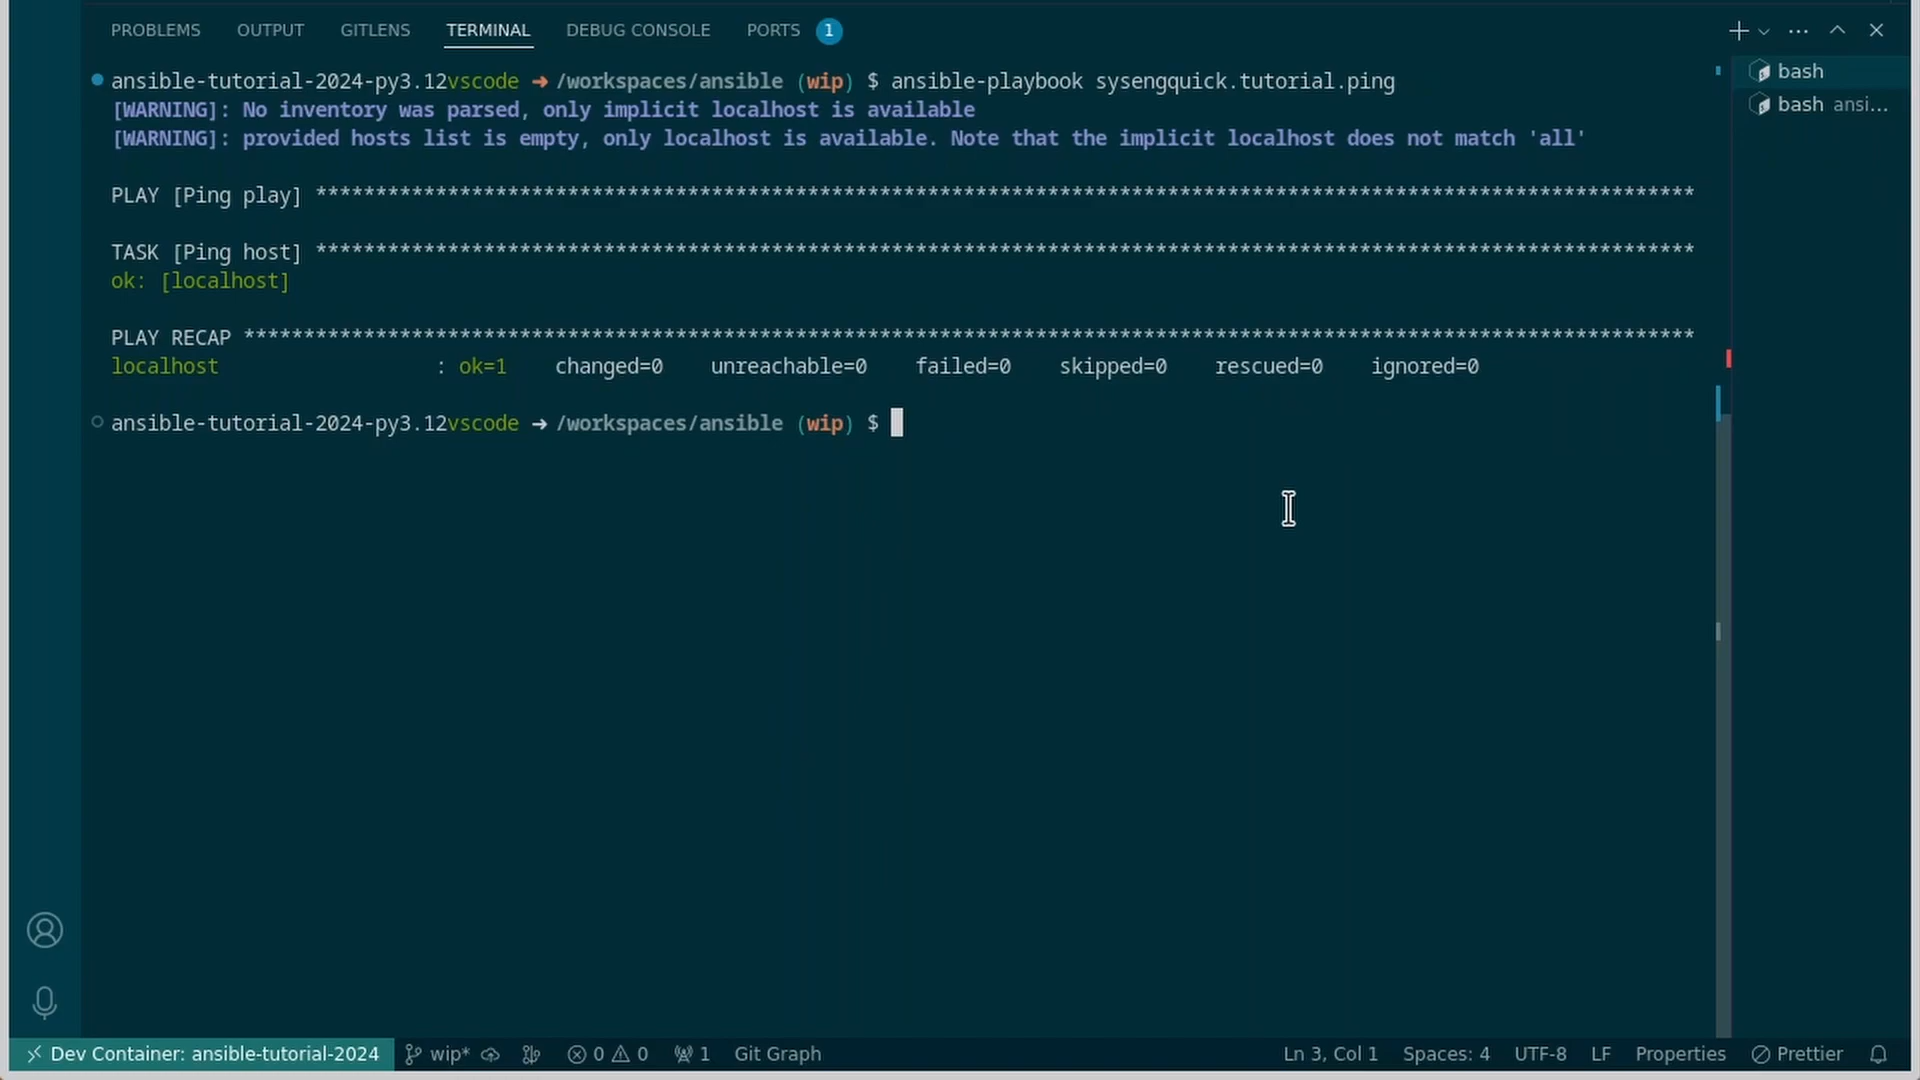 PROBLEMS OUTPUT GITLENS TERMINAL DEBUG CONSOLE PORTS 1
bash
bash ansi...
ansible-tutorial-2024-py3.12vscode ➜ /workspaces/ansible (wip) $ ansible-playbook sysengquick.tutorial.ping
[WARNING]: No inventory was parsed, only implicit localhost is available
[WARNING]: provided hosts list is empty, only localhost is available. Note that the implicit localhost does not match 'all'
PLAY [Ping play] *******************************************************************************************************************
TASK [Ping host] *******************************************************************************************************************
ok: [localhost]
PLAY RECAP *************************************************************************************************************************
localhost : ok=1 changed=0 unreachable=0 failed=0 skipped=0 rescued=0 ignored=0
ansible-tutorial-2024-py3.12vscode ➜ /workspaces/ansible (wip) $
Dev Container: ansible-tutorial-2024 wip* 0 0 1 Git Graph Ln 3, Col 1 Spaces: 4 UTF-8 LF Properties Prettier